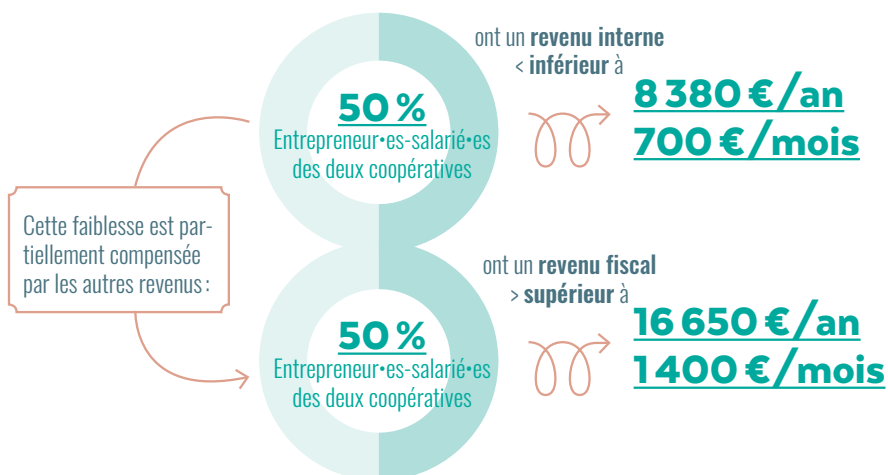 ont un revenu interne
< inférieur à
8 380 €/an
700 €/mois
50 %
Entrepreneur•es-salarié•es
des deux coopératives
Cette faiblesse est par-
tiellement compensée
par les autres revenus :
ont un revenu fiscal
> supérieur à
16 650 €/an
1 400 €/mois
50 %
Entrepreneur•es-salarié•es
des deux coopératives